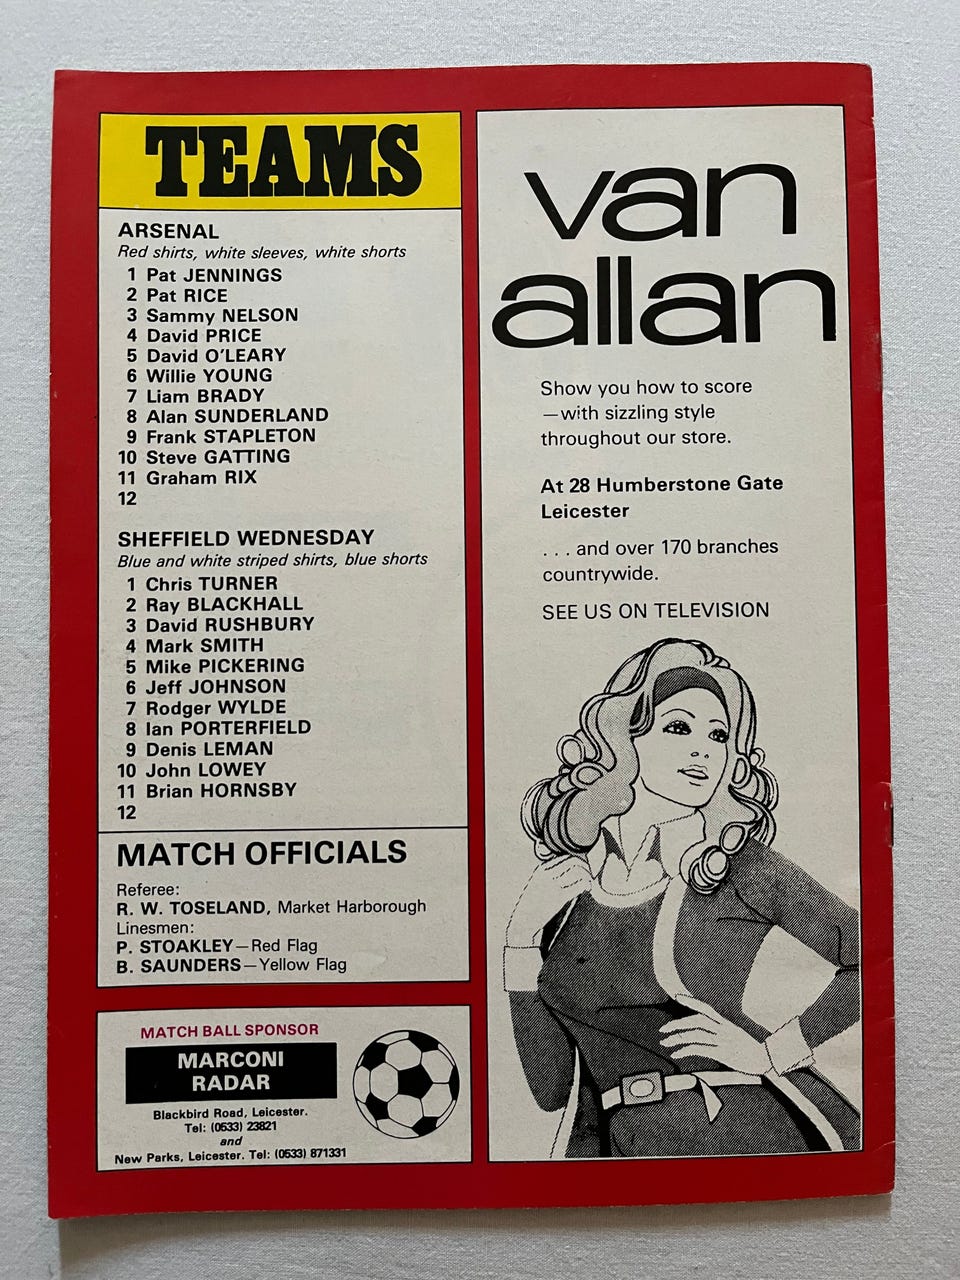 TEAMS
ARSENAL
Red shirts, white sleeves, white shorts
1 Pat JENNINGS
2 Pat RICE
3 Sammy NELSON
4 David PRICE
5 David O'LEARY
6 Willie YOUNG
7 Liam BRADY
8 Alan SUNDERLAND
9 Frank STAPLETON
10 Steve GATTING
11 Graham RIX
12
SHEFFIELD WEDNESDAY
Blue and white striped shirts, blue shorts
1 Chris TURNER
2 Ray BLACKHALL
3 David RUSHBURY
4 Mark SMITH
5 Mike PICKERING
6 Jeff JOHNSON
7 Rodger WYLDE
8 Ian PORTERFIELD
9 Denis LEMAN
10 John LOWEY
11 Brian HORNSBY
12
MATCH OFFICIALS
Referee:
R. W. TOSELAND, Market Harborough
Linesmen:
P. STOAKLEY—Red Flag
B. SAUNDERS—Yellow Flag
MATCH BALL SPONSOR
MARCONI
RADAR
Blackbird Road, Leicester.
Tel: (0533) 23821
and
New Parks, Leicester. Tel: (0533) 871331
van
allan
Show you how to score
—with sizzling style
throughout our store.
At 28 Humberstone Gate
Leicester
. . . and over 170 branches
countrywide.
SEE US ON TELEVISION